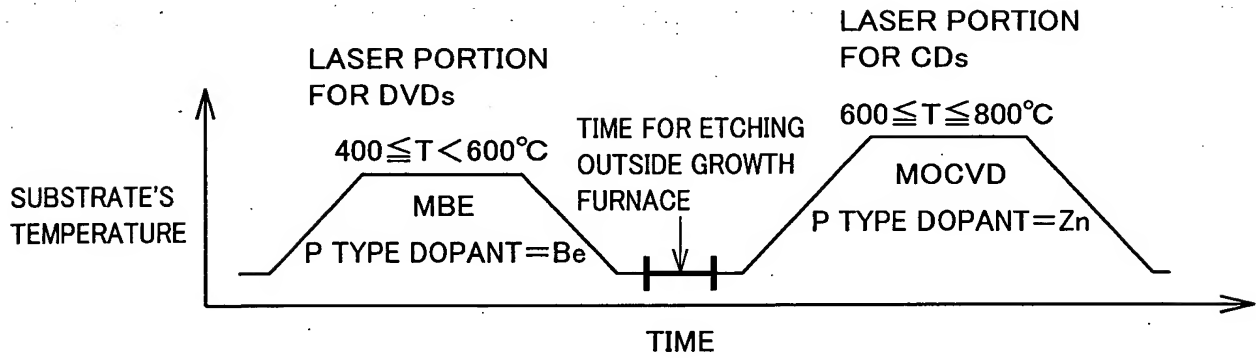 LASER PORTION
FOR DVDs
400≦T<600℃
MBE
P TYPE DOPANT=Be
TIME FOR ETCHING
OUTSIDE GROWTH
FURNACE
LASER PORTION
FOR CDs
600≦T≦800℃
MOCVD
P TYPE DOPANT=Zn
SUBSTRATE'S
TEMPERATURE
TIME